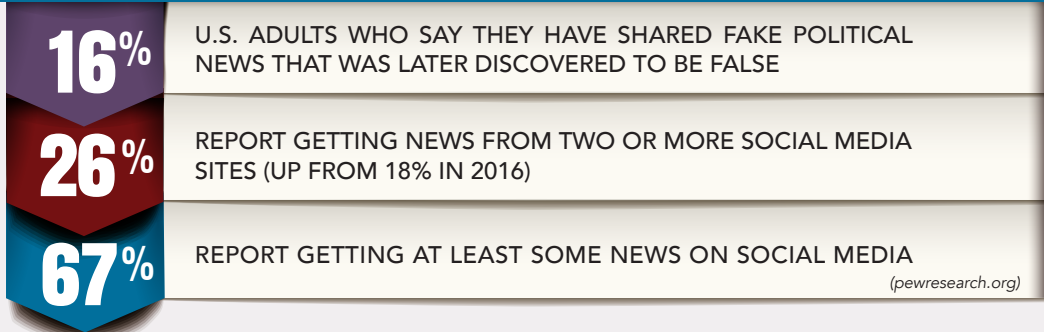 16%
U.S. ADULTS WHO SAY THEY HAVE SHARED FAKE POLITICAL
NEWS THAT WAS LATER DISCOVERED TO BE FALSE
26%
REPORT GETTING NEWS FROM TWO OR MORE SOCIAL MEDIA
SITES (UP FROM 18% IN 2016)
67%
REPORT GETTING AT LEAST SOME NEWS ON SOCIAL MEDIA
(pewresearch.org)